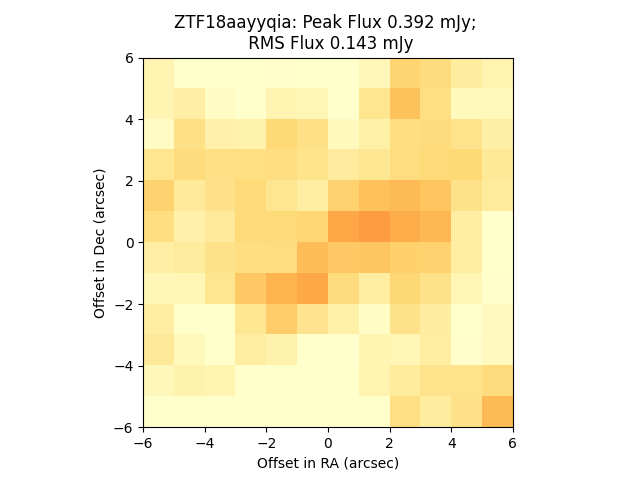 ZTF18aayyqia: Peak Flux 0.392 mJy;
RMS Flux 0.143 mJy
6
4
2
0
−2
−4
−6
Offset in Dec (arcsec)
−6 −4 −2 0 2 4 6
Offset in RA (arcsec)